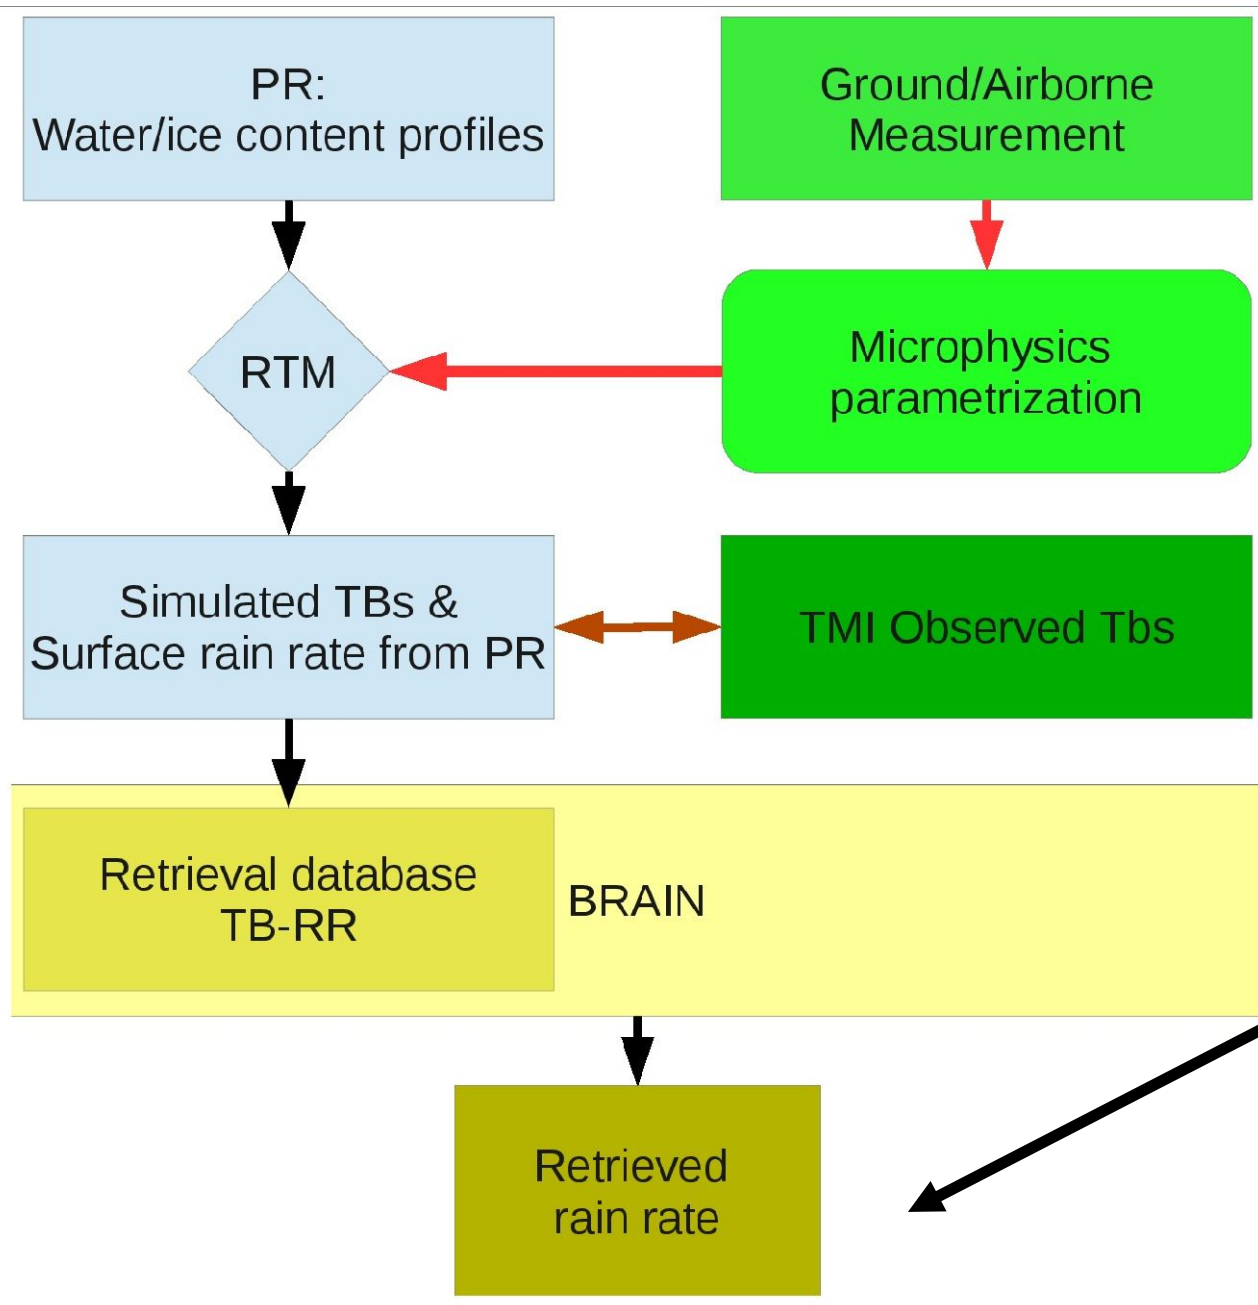 PR:
Water/ice content profiles
Ground/Airborne
Measurement
RTM
Microphysics
parametrization
Simulated TBs &
Surface rain rate from PR
TMI Observed Tbs
Retrieval database
TB-RR
BRAIN
Retrieved
rain rate